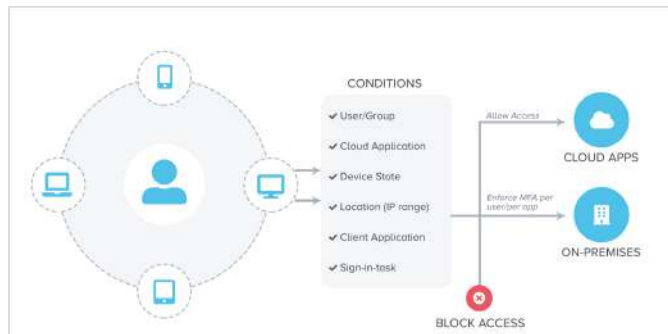 CONDITIONS
✔ User/Group
✔ Cloud Application
✔ Device State
✔ Location (IP range)
✔ Client Application
✔ Sign-in-task
Allow Access
CLOUD APPS
Enforce MFA per
user/per app
ON-PREMISES
BLOCK ACCESS